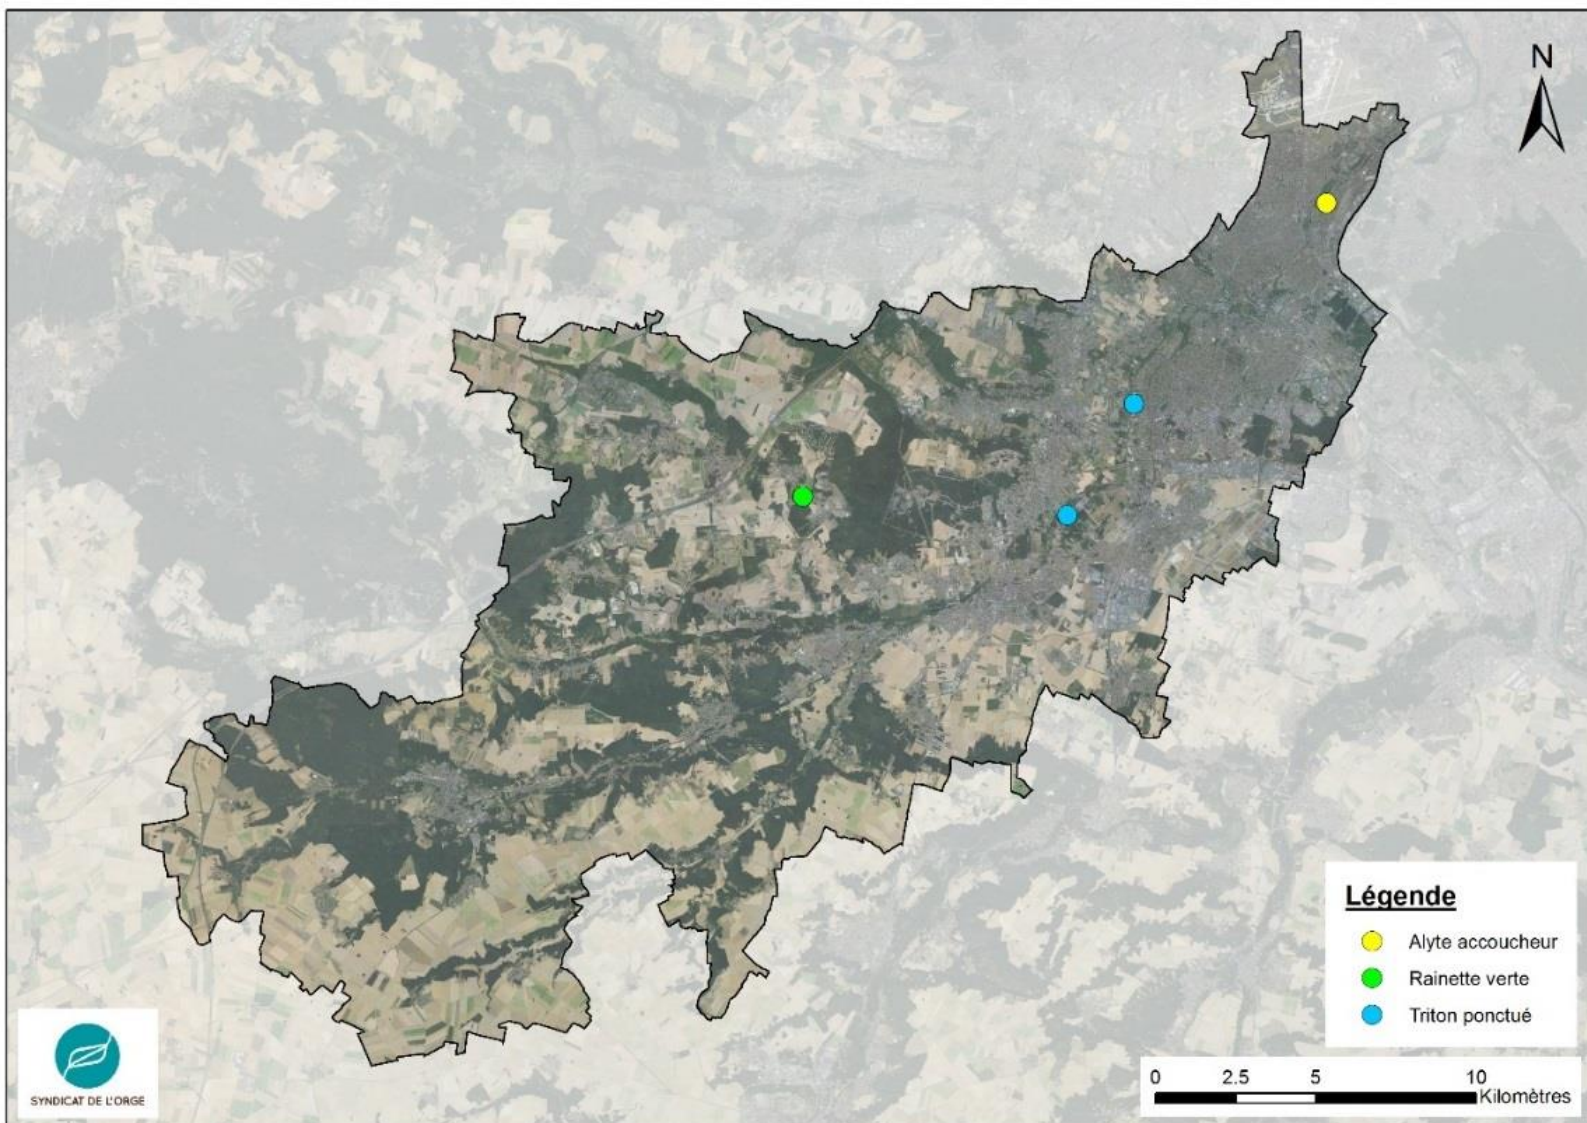 N
Légende
Alyte accoucheur
Rainette verte
Triton ponctué
0 2.5 5 10
Kilomètres
SYNDICAT DE L'ORGE